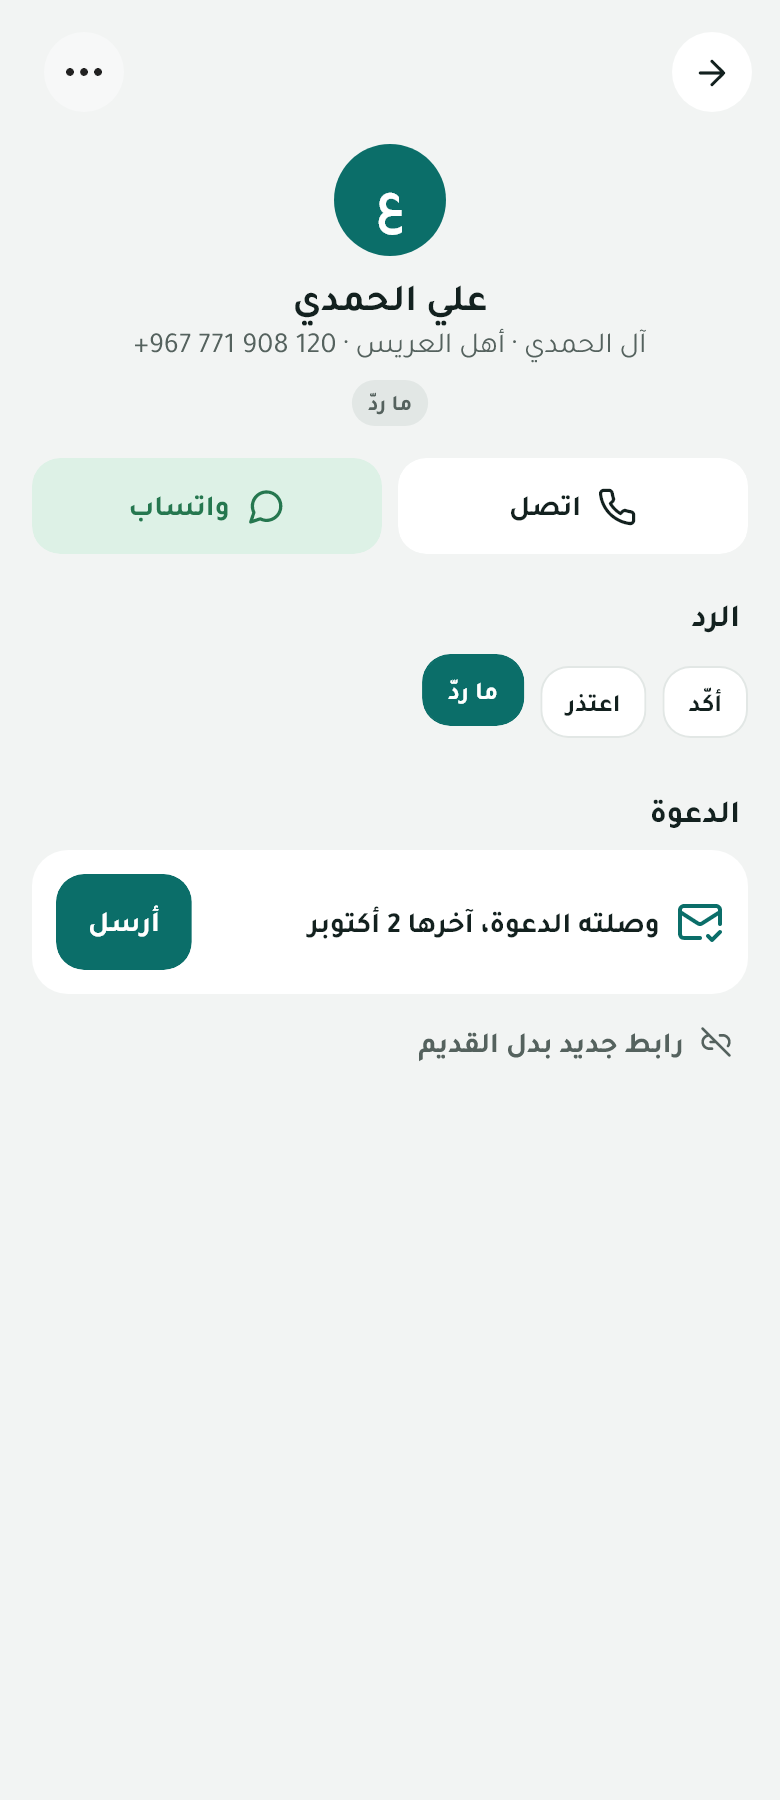 ع
علي الحمدي
آل الحمدي · أهل العريس · 120 908 771 967+
ما ردّ
اتصل
واتساب
الرد
أكّد
اعتذر
ما ردّ
الدعوة
وصلته الدعوة، آخرها 2 أكتوبر
أرسل
رابط جديد بدل القديم